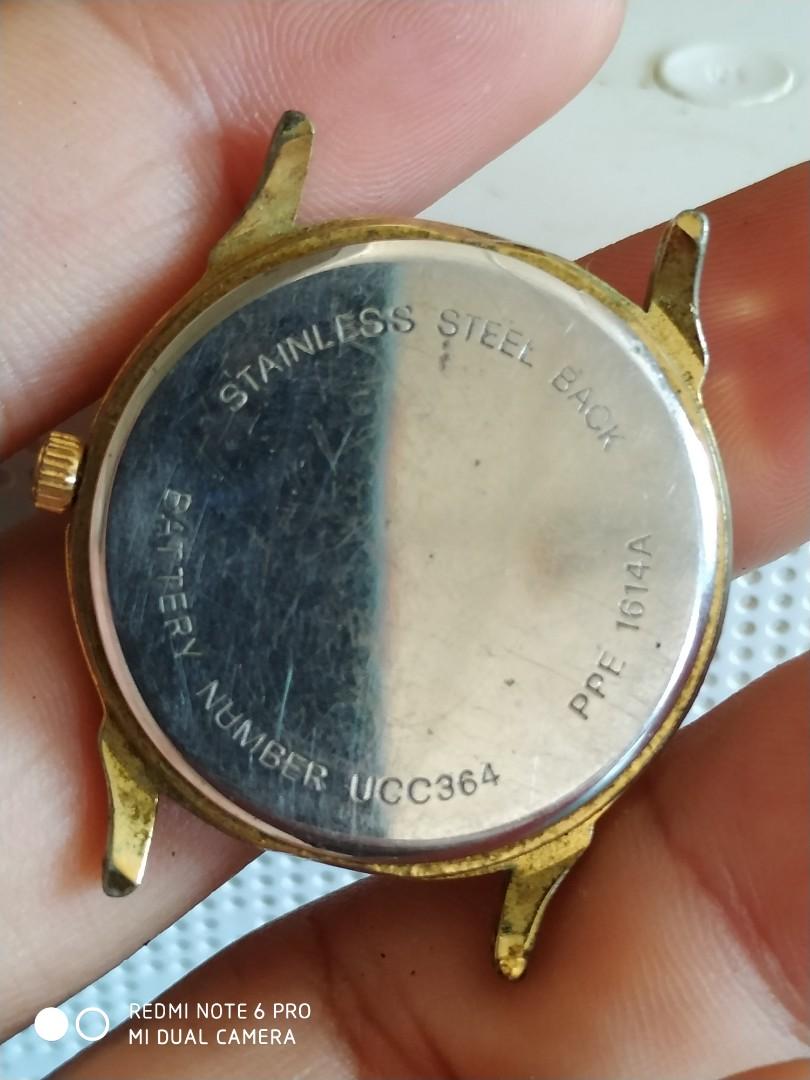 STAINLESS STEEL BACK
PPE 1614A
BATTERY NUMBER UCC364
REDMI NOTE 6 PRO
MI DUAL CAMERA